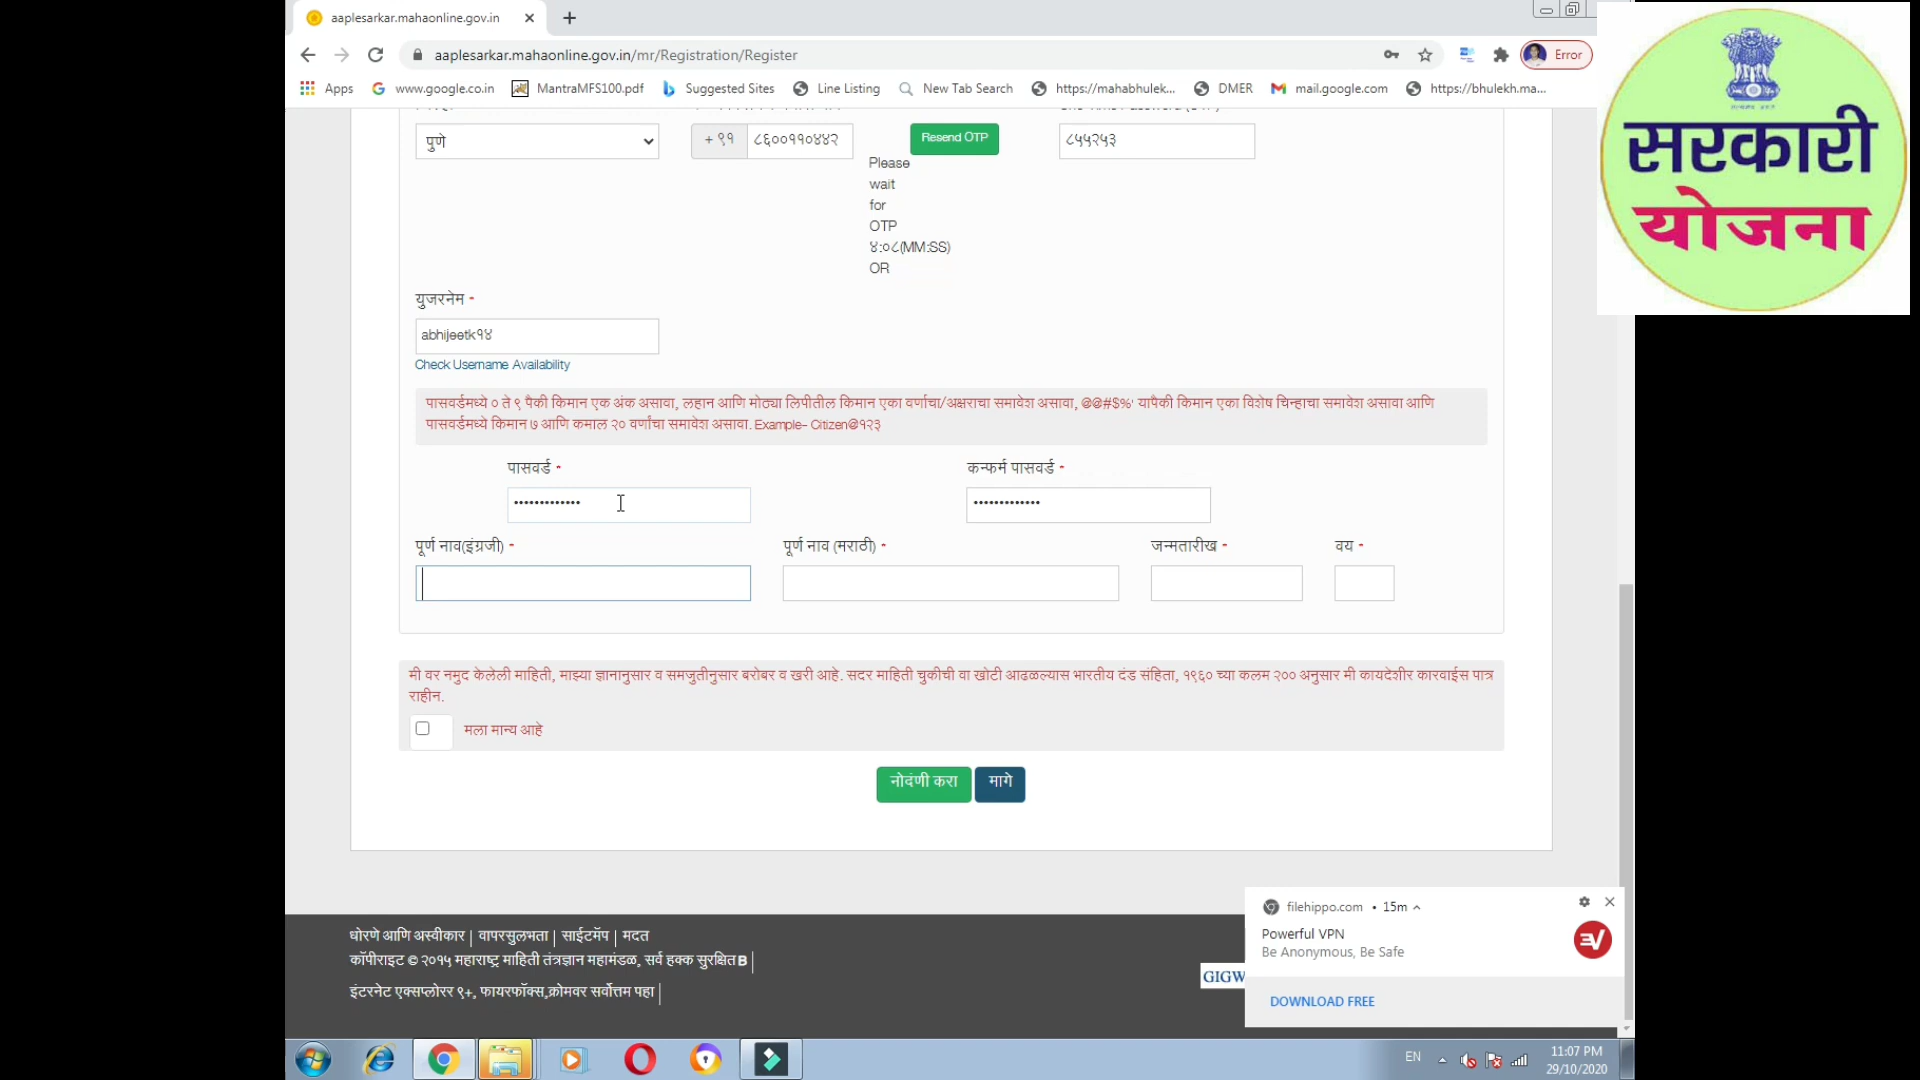 aaplesarkar.mahaonline.gov.in
aaplesarkar.mahaonline.gov.in/mr/Registration/Register
Error
Apps
www.google.co.in
MantraMFS100.pdf
Suggested Sites
Line Listing
New Tab Search
https://mahabhulek...
DMER
mail.google.com
https://bhulekh.ma...
सरकारी
योजना
पुणे
+ ९१
८६००११०४४२
Resend OTP
८५५२५३
Please
wait
for
OTP
४:०८(MM:SS)
OR
युजरनेम *
abhijeetk१४
Check Username Availability
पासवर्डमध्ये ० ते ९ पैकी किमान एक अंक असावा, लहान आणि मोठ्या लिपीतील किमान एका वर्णाचा/अक्षराचा समावेश असावा, @@#$%' यापैकी किमान एका विशेष चिन्हाचा समावेश असावा आणि
पासवर्डमध्ये किमान ७ आणि कमाल २० वर्णांचा समावेश असावा. Example- Citizen@१२३
पासवर्ड *
कन्फर्म पासवर्ड *
पूर्ण नाव(इंग्रजी) *
पूर्ण नाव (मराठी) *
जन्मतारीख *
वय *
मी वर नमुद केलेली माहिती, माझ्या ज्ञानानुसार व समजुतीनुसार बरोबर व खरी आहे. सदर माहिती चुकीची वा खोटी आढळल्यास भारतीय दंड संहिता, १९६० च्या कलम २०० अनुसार मी कायदेशीर कारवाईस पात्र
राहीन.
मला मान्य आहे
नोदंणी करा
मागे
filehippo.com • 15m
Powerful VPN
Be Anonymous, Be Safe
DOWNLOAD FREE
धोरणे आणि अस्वीकार | वापरसुलभता | साईटमॅप | मदत
कॉपीराइट © २०१५ महाराष्ट्र माहिती तंत्रज्ञान महामंडळ, सर्व हक्क सुरक्षित B |
GIGW
इंटरनेट एक्सप्लोरर ९+, फायरफॉक्स,क्रोमवर सर्वोत्तम पहा |
EN
11:07 PM
29/10/2020